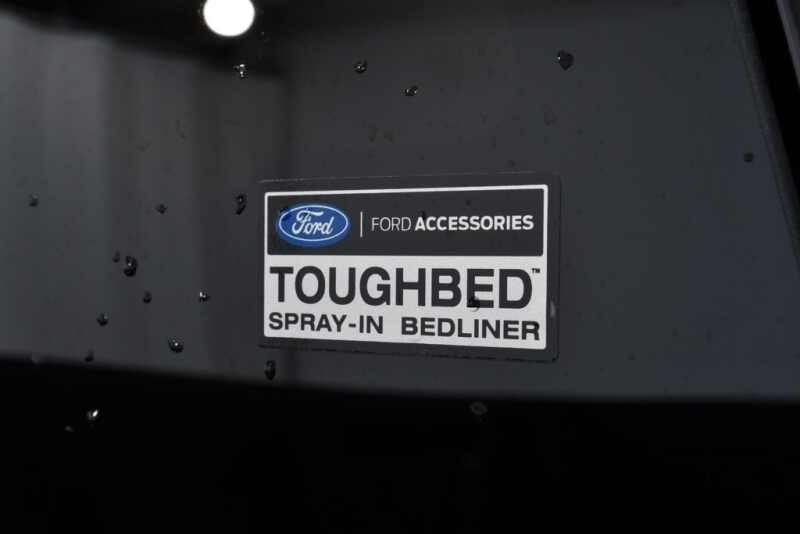 Ford | FORD ACCESSORIES
TOUGHBED™
SPRAY-IN BEDLINER